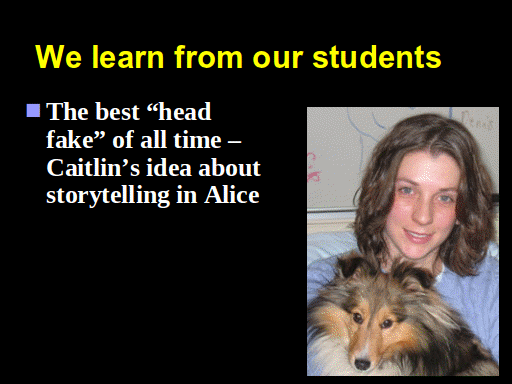 We learn from our students
The best “head
fake” of all time –
Caitlin’s idea about
storytelling in Alice